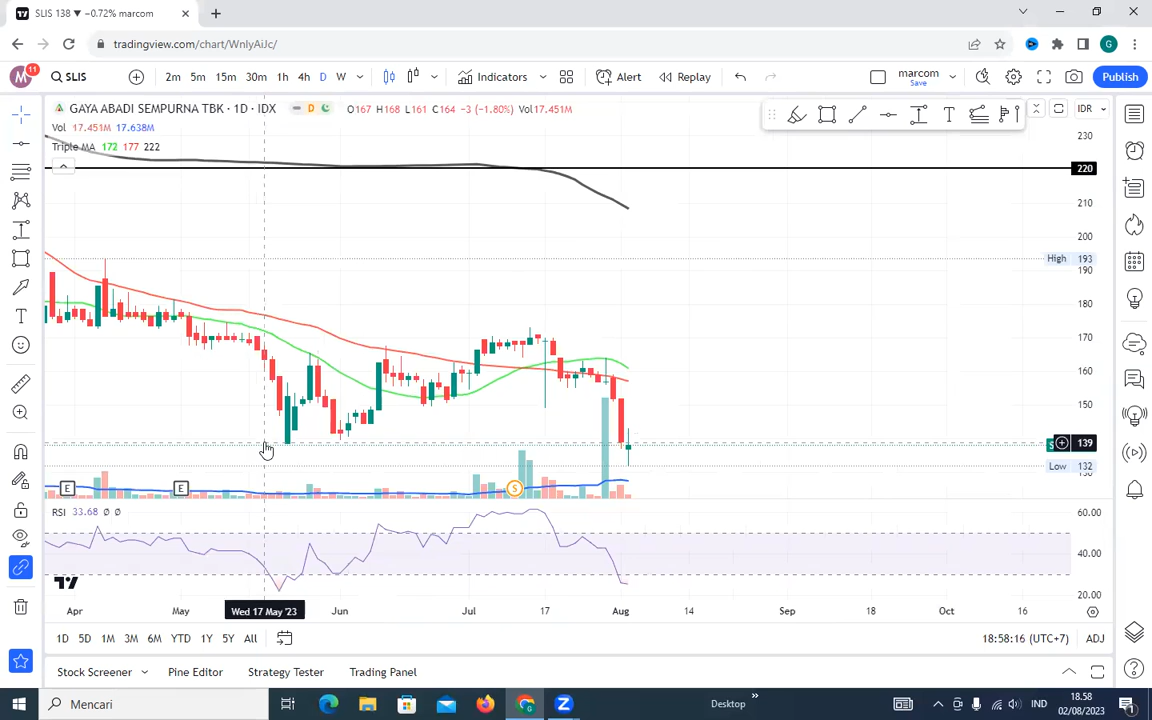 SLIS 138 ▼ −0.72% marcom
tradingview.com/chart/WnlyAiJc/
G
M 11 SLIS 2m 5m 15m 30m 1h 4h D W Indicators Alert Replay marcom Save Publish
GAYA ABADI SEMPURNA TBK · 1D · IDX D O167 H168 L161 C164 −3 (−1.80%) Vol17.451M
IDR
Vol 17.451M 17.638M
Triple MA 172 177 222
230
220
210
200
High 193
190
180
170
160
150
139
Low 132
E E S
RSI 33.68 ∅ ∅
60.00
40.00
20.00
Apr May Wed 17 May '23 Jun Jul 17 Aug 14 Sep 18 Oct 16
1D 5D 1M 3M 6M YTD 1Y 5Y All 18:58:16 (UTC+7) ADJ
Stock Screener Pine Editor Strategy Tester Trading Panel
Mencari Desktop IND 18.58
02/08/2023
1